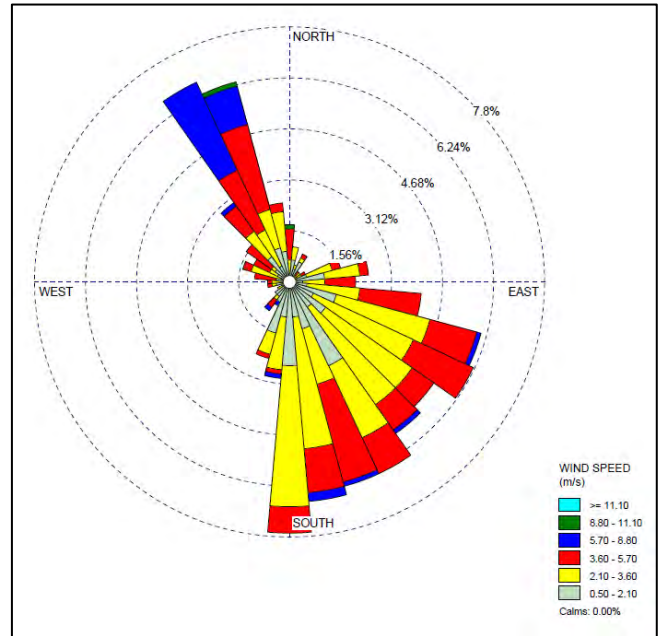 NORTH
7.8%
6.24%
4.68%
3.12%
1.56%
WEST
EAST
SOUTH
WIND SPEED
(m/s)
>= 11.10
8.80 - 11.10
5.70 - 8.80
3.60 - 5.70
2.10 - 3.60
0.50 - 2.10
Calms: 0.00%